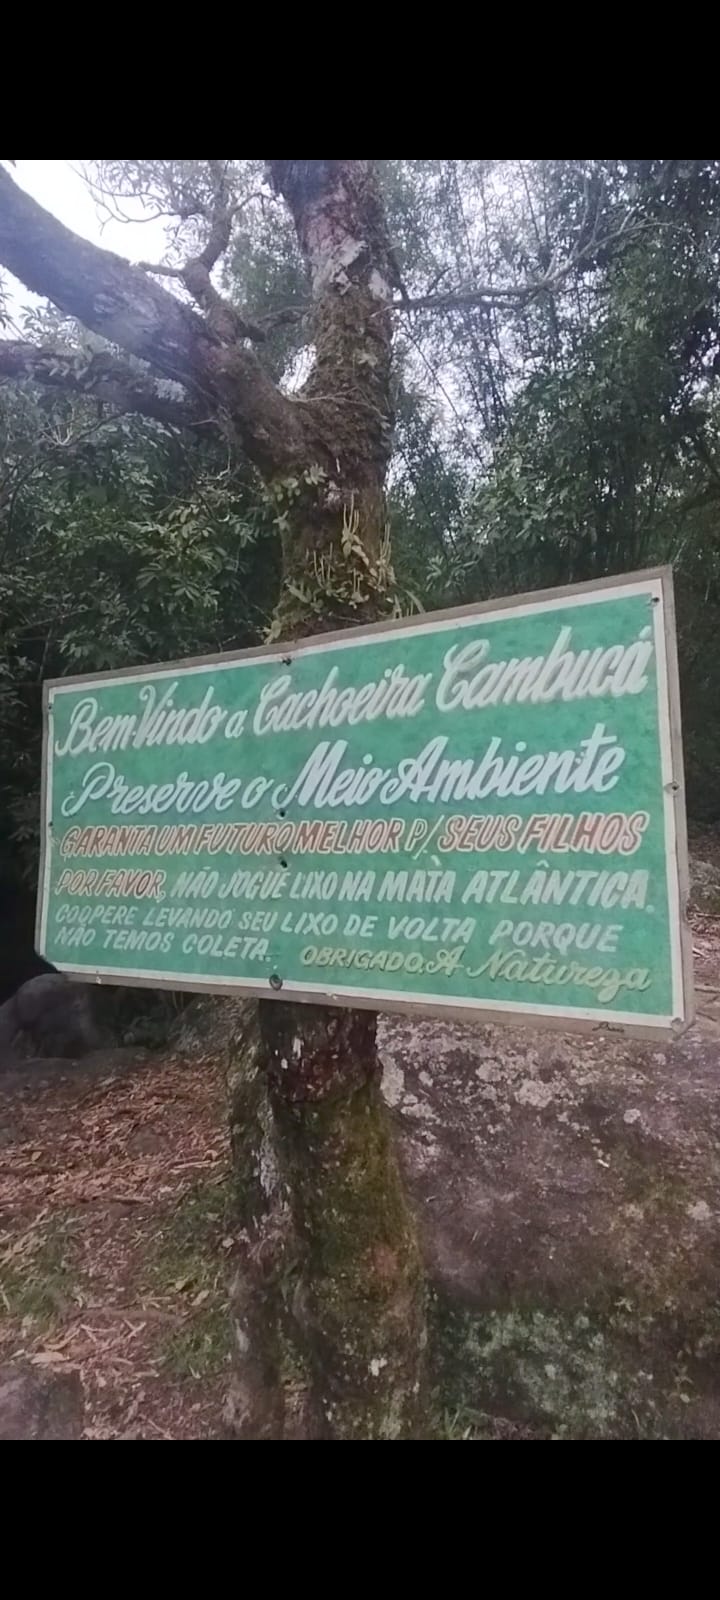 Bem-Vindo a Cachoeira Cambucá
Preserve o Meio Ambiente
GARANTA UM FUTURO MELHOR P/ SEUS FILHOS
POR FAVOR, NÃO JOGUE LIXO NA MATA ATLÂNTICA.
COOPERE LEVANDO SEU LIXO DE VOLTA PORQUE
NÃO TEMOS COLETA. OBRIGADO, A Natureza